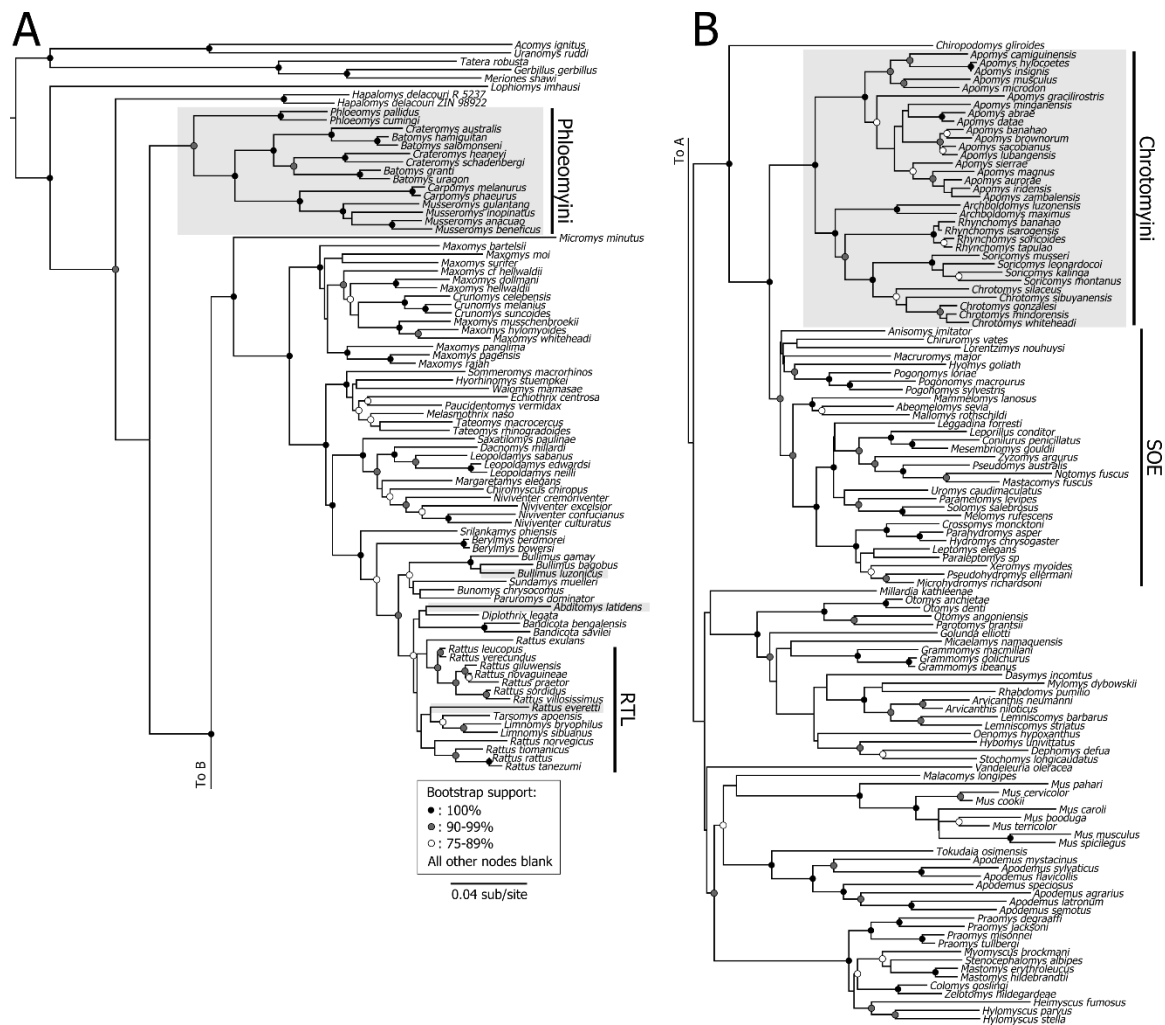 A
Acomys ignitus
Uranomys ruddi
Tatera robusta
Gerbillus gerbillus
Meriones shawi
Lophiomys imhausi
Hapalomys delacouri R 5237
Hapalomys delacouri ZIN 98922
Phloeomys pallidus
Phloeomys cumingi
Crateromys australis
Batomys hamiguitan
Batomys salomonseni
Crateromys heaneyi
Crateromys schadenbergi
Batomys granti
Batomys uragon
Carpomys melanurus
Carpomys phaeurus
Musseromys gulantang
Musseromys inopinatus
Musseromys anacuao
Musseromys beneficus
Phloeomyini
Micromys minutus
Maxomys bartelsii
Maxomys moi
Maxomys surifer
Maxomys cf hellwaldii
Maxomys dollmani
Maxomys hellwaldii
Crunomys celebensis
Crunomys melanius
Crunomys suncoides
Maxomys musschenbroekii
Maxomys hylomyoides
Maxomys whiteheadi
Maxomys panglima
Maxomys pagensis
Maxomys rajah
Sommeromys macrorhinos
Hyorhinomys stuempkei
Waiomys mamasae
Echiothrix centrosa
Paucidentomys vermidax
Melasmothrix naso
Tateomys macrocercus
Tateomys rhinogradoides
Saxatilomys paulinae
Dacnomys millardi
Leopoldamys sabanus
Leopoldamys edwardsi
Leopoldamys neilli
Margaretamys elegans
Chiromyscus chiropus
Niviventer cremoriventer
Niviventer excelsior
Niviventer confucianus
Niviventer culturatus
Srilankamys ohiensis
Berylmys berdmorei
Berylmys bowersi
Bullimus gamay
Bullimus bagobus
Bullimus luzonicus
Sundamys muelleri
Bunomys chrysocomus
Paruromys dominator
Abditomys latidens
Diplothrix legata
Bandicota bengalensis
Bandicota savilei
Rattus exulans
Rattus leucopus
Rattus verecundus
Rattus giluwensis
Rattus novaguineae
Rattus praetor
Rattus sordidus
Rattus villosissimus
Rattus everetti
Tarsomys apoensis
Limnomys bryophilus
Limnomys sibuanus
Rattus norvegicus
Rattus tiomanicus
Rattus rattus
Rattus tanezumi
RTL
To B
Bootstrap support:
: 100%
: 90-99%
: 75-89%
All other nodes blank
0.04 sub/site
B
To A
Chiropodomys gliroides
Apomys camiguinensis
Apomys hylocoetes
Apomys insignis
Apomys musculus
Apomys microdon
Apomys gracilirostris
Apomys minganensis
Apomys abrae
Apomys datae
Apomys banahao
Apomys brownorum
Apomys sacobianus
Apomys lubangensis
Apomys sierrae
Apomys magnus
Apomys aurorae
Apomys iridensis
Apomys zambalensis
Archboldomys luzonensis
Archboldomys maximus
Rhynchomys banahao
Rhynchomys isarogensis
Rhynchomys soricoides
Rhynchomys tapulao
Soricomys musseri
Soricomys leonardocoi
Soricomys kalinga
Soricomys montanus
Chrotomys silaceus
Chrotomys sibuyanensis
Chrotomys gonzalesi
Chrotomys mindorensis
Chrotomys whiteheadi
Chrotomyini
Anisomys imitator
Chiruromys vates
Lorentzimys nouhuysi
Macruromys major
Hyomys goliath
Pogonomys loriae
Pogonomys macrourus
Pogonomys sylvestris
Mammelomys lanosus
Abeomelomys sevia
Mallomys rothschildi
Leggadina forresti
Leporillus conditor
Conilurus penicillatus
Mesembriomys gouldii
Zyzomys argurus
Pseudomys australis
Notomys fuscus
Mastacomys fuscus
Uromys caudimaculatus
Paramelomys levipes
Solomys salebrosus
Melomys rufescens
Crossomys moncktoni
Parahydromys asper
Hydromys chrysogaster
Leptomys elegans
Paraleptomys sp
Xeromys myoides
Pseudohydromys ellermani
Microhydromys richardsoni
SOE
Millardia kathleenae
Otomys anchietae
Otomys denti
Otomys angoniensis
Parotomys brantsii
Golunda elliotti
Micaelamys namaquensis
Grammomys macmillani
Grammomys dolichurus
Grammomys ibeanus
Dasymys incomtus
Mylomys dybowskii
Rhabdomys pumilio
Arvicanthis neumanni
Arvicanthis niloticus
Lemniscomys barbarus
Lemniscomys striatus
Oenomys hypoxanthus
Hybomys univittatus
Dephomys defua
Stochomys longicaudatus
Vandeleuria oleracea
Malacomys longipes
Mus pahari
Mus cervicolor
Mus cookii
Mus caroli
Mus booduga
Mus terricolor
Mus musculus
Mus spicilegus
Tokudaia osimensis
Apodemus mystacinus
Apodemus sylvaticus
Apodemus flavicollis
Apodemus speciosus
Apodemus agrarius
Apodemus latronum
Apodemus semotus
Praomys degraaffi
Praomys jacksoni
Praomys misonnei
Praomys tullbergi
Myomyscus brockmani
Stenocephalomys albipes
Mastomys erythroleucus
Mastomys hildebrandtii
Colomys goslingi
Zelotomys hildegardeae
Heimyscus fumosus
Hylomyscus parvus
Hylomyscus stella